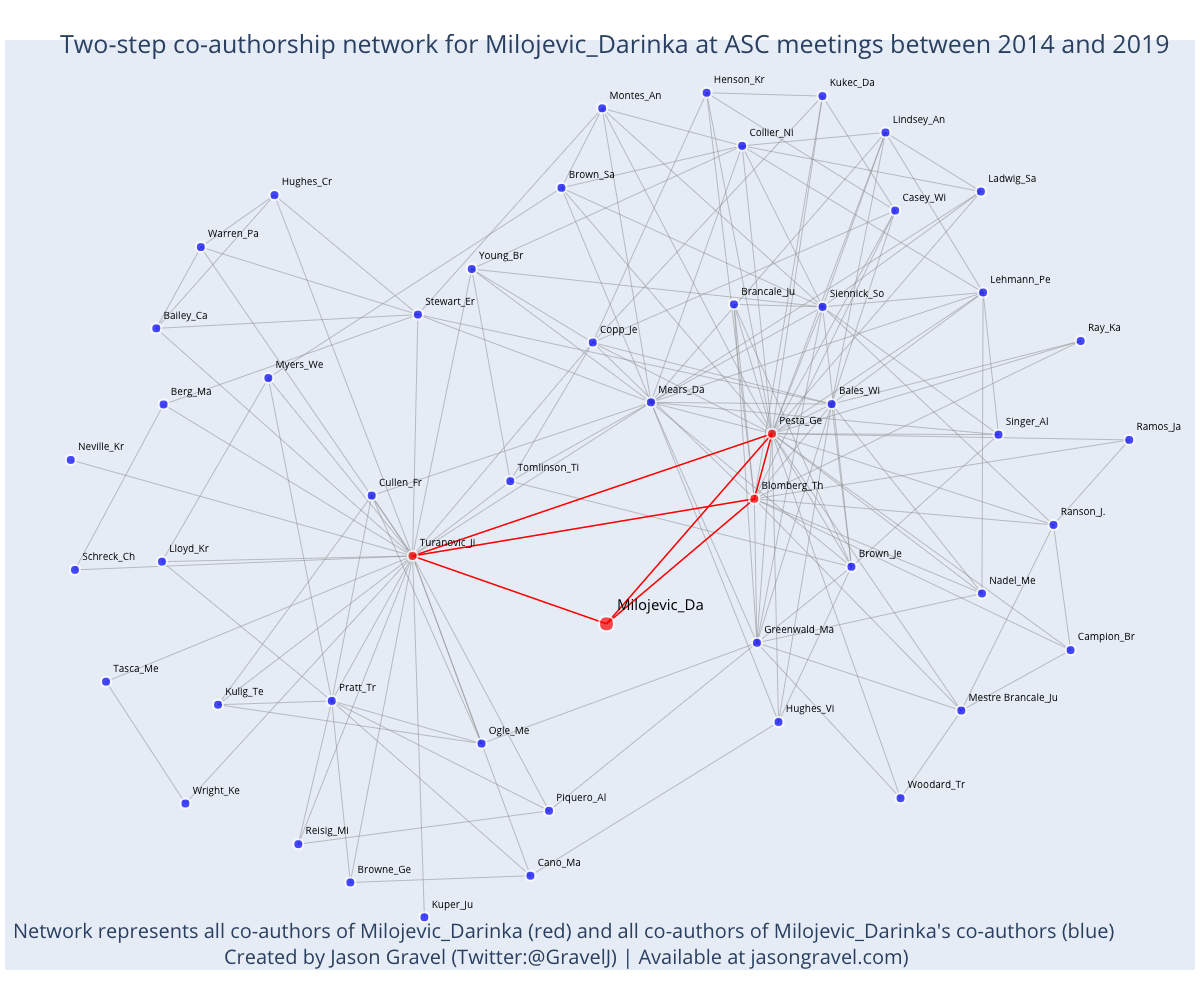 Two-step co-authorship network for Milojevic_Darinka at ASC meetings between 2014 and 2019
Henson_Kr
Kukec_Da
Montes_An
Lindsey_An
Collier_Ni
Brown_Sa
Ladwig_Sa
Hughes_Cr
Casey_Wi
Warren_Pa
Young_Br
Lehmann_Pe
Brancale_Ju
Siennick_So
Stewart_Er
Bailey_Ca
Copp_Je
Ray_Ka
Myers_We
Berg_Ma
Mears_Da
Bales_Wi
Pesta_Ge
Singer_Al
Ramos_Ja
Neville_Kr
Tomlinson_Ti
Cullen_Fr
Blomberg_Th
Ranson_J.
Turanovic_Ji
Lloyd_Kr
Schreck_Ch
Brown_Je
Nadel_Me
Milojevic_Da
Greenwald_Ma
Campion_Br
Tasca_Me
Kulig_Te
Pratt_Tr
Mestre Brancale_Ju
Hughes_Vi
Ogle_Me
Woodard_Tr
Wright_Ke
Piquero_Al
Reisig_Mi
Cano_Ma
Browne_Ge
Kuper_Ju
Network represents all co-authors of Milojevic_Darinka (red) and all co-authors of Milojevic_Darinka's co-authors (blue)
Created by Jason Gravel (Twitter:@GravelJ) | Available at jasongravel.com)